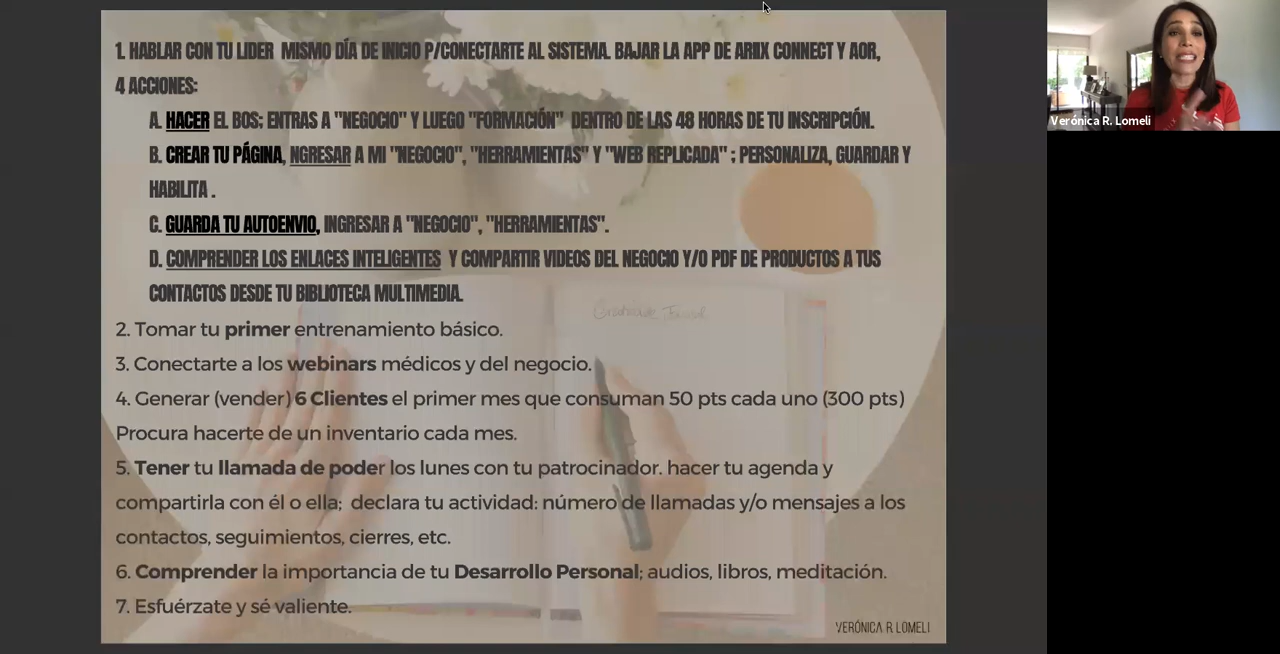 1. HABLAR CON TU LIDER MISMO DÍA DE INICIO P/CONECTARTE AL SISTEMA. BAJAR LA APP DE ARIIX CONNECT Y AOR,
4 ACCIONES:
A. HACER EL BOS; ENTRAS A "NEGOCIO" Y LUEGO "FORMACIÓN" DENTRO DE LAS 48 HORAS DE TU INSCRIPCIÓN.
B. CREAR TU PÁGINA, NGRESAR A MI "NEGOCIO", "HERRAMIENTAS" Y "WEB REPLICADA" ; PERSONALIZA, GUARDAR Y
HABILITA .
C. GUARDA TU AUTOENVIO, INGRESAR A "NEGOCIO", "HERRAMIENTAS".
D. COMPRENDER LOS ENLACES INTELIGENTES Y COMPARTIR VIDEOS DEL NEGOCIO Y/O PDF DE PRODUCTOS A TUS
CONTACTOS DESDE TU BIBLIOTECA MULTIMEDIA.
2. Tomar tu primer entrenamiento básico.
3. Conectarte a los webinars médicos y del negocio.
4. Generar (vender) 6 Clientes el primer mes que consuman 50 pts cada uno (300 pts)
Procura hacerte de un inventario cada mes.
5. Tener tu llamada de poder los lunes con tu patrocinador. hacer tu agenda y
compartirla con él o ella; declara tu actividad: número de llamadas y/o mensajes a los
contactos, seguimientos, cierres, etc.
6. Comprender la importancia de tu Desarrollo Personal; audios, libros, meditación.
7. Esfuérzate y sé valiente.
VERÓNICA R LOMELI
Verónica R. Lomeli